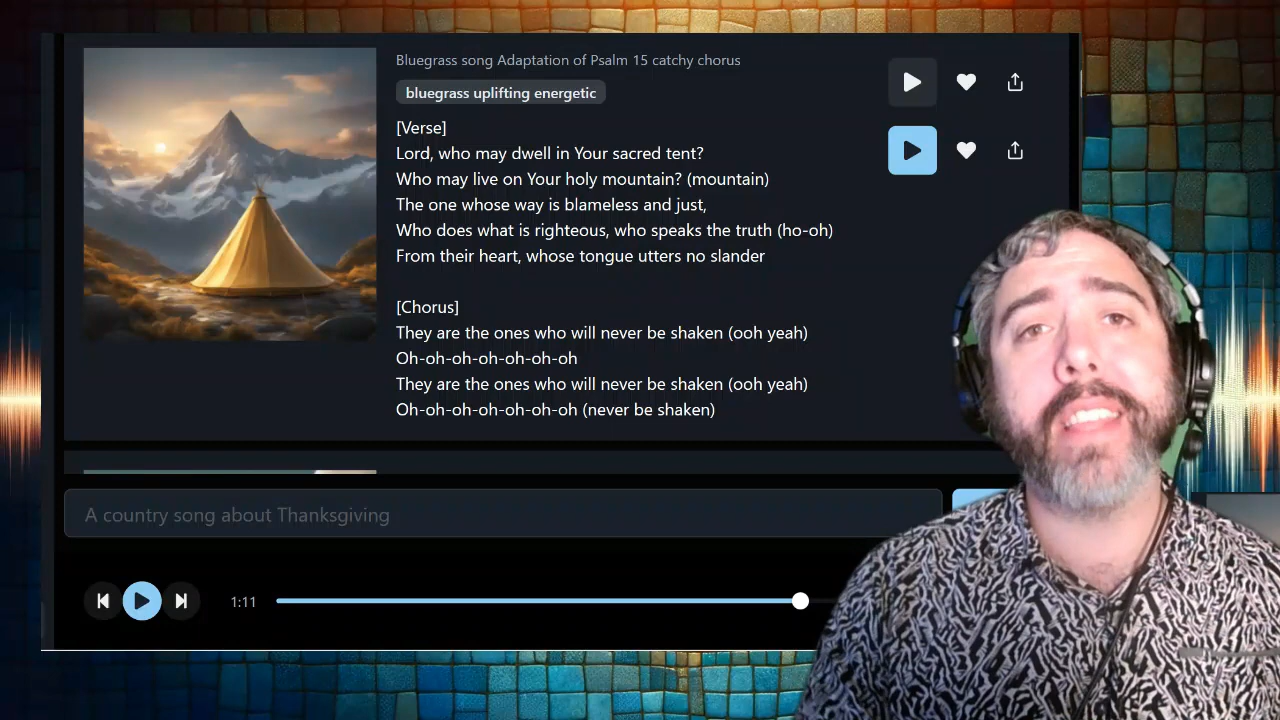 Bluegrass song Adaptation of Psalm 15 catchy chorus
bluegrass uplifting energetic
[Verse]
Lord, who may dwell in Your sacred tent?
Who may live on Your holy mountain? (mountain)
The one whose way is blameless and just,
Who does what is righteous, who speaks the truth (ho-oh)
From their heart, whose tongue utters no slander
[Chorus]
They are the ones who will never be shaken (ooh yeah)
Oh-oh-oh-oh-oh-oh-oh
They are the ones who will never be shaken (ooh yeah)
Oh-oh-oh-oh-oh-oh-oh (never be shaken)
A country song about Thanksgiving
1:11